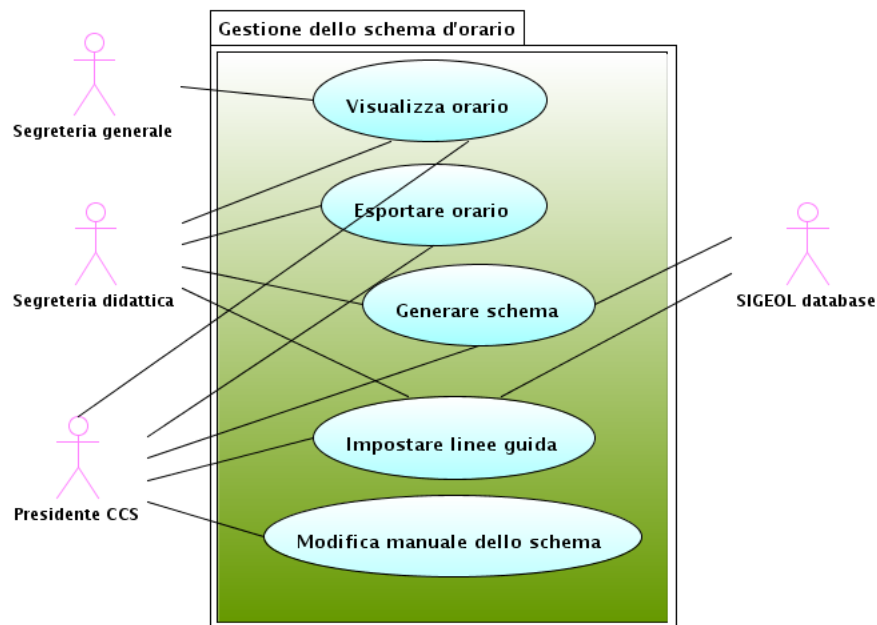 Gestione dello schema d'orario
Segreteria generale
Visualizza orario
Esportare orario
Segreteria didattica
SIGEOL database
Generare schema
Impostare linee guida
Presidente CCS
Modifica manuale dello schema